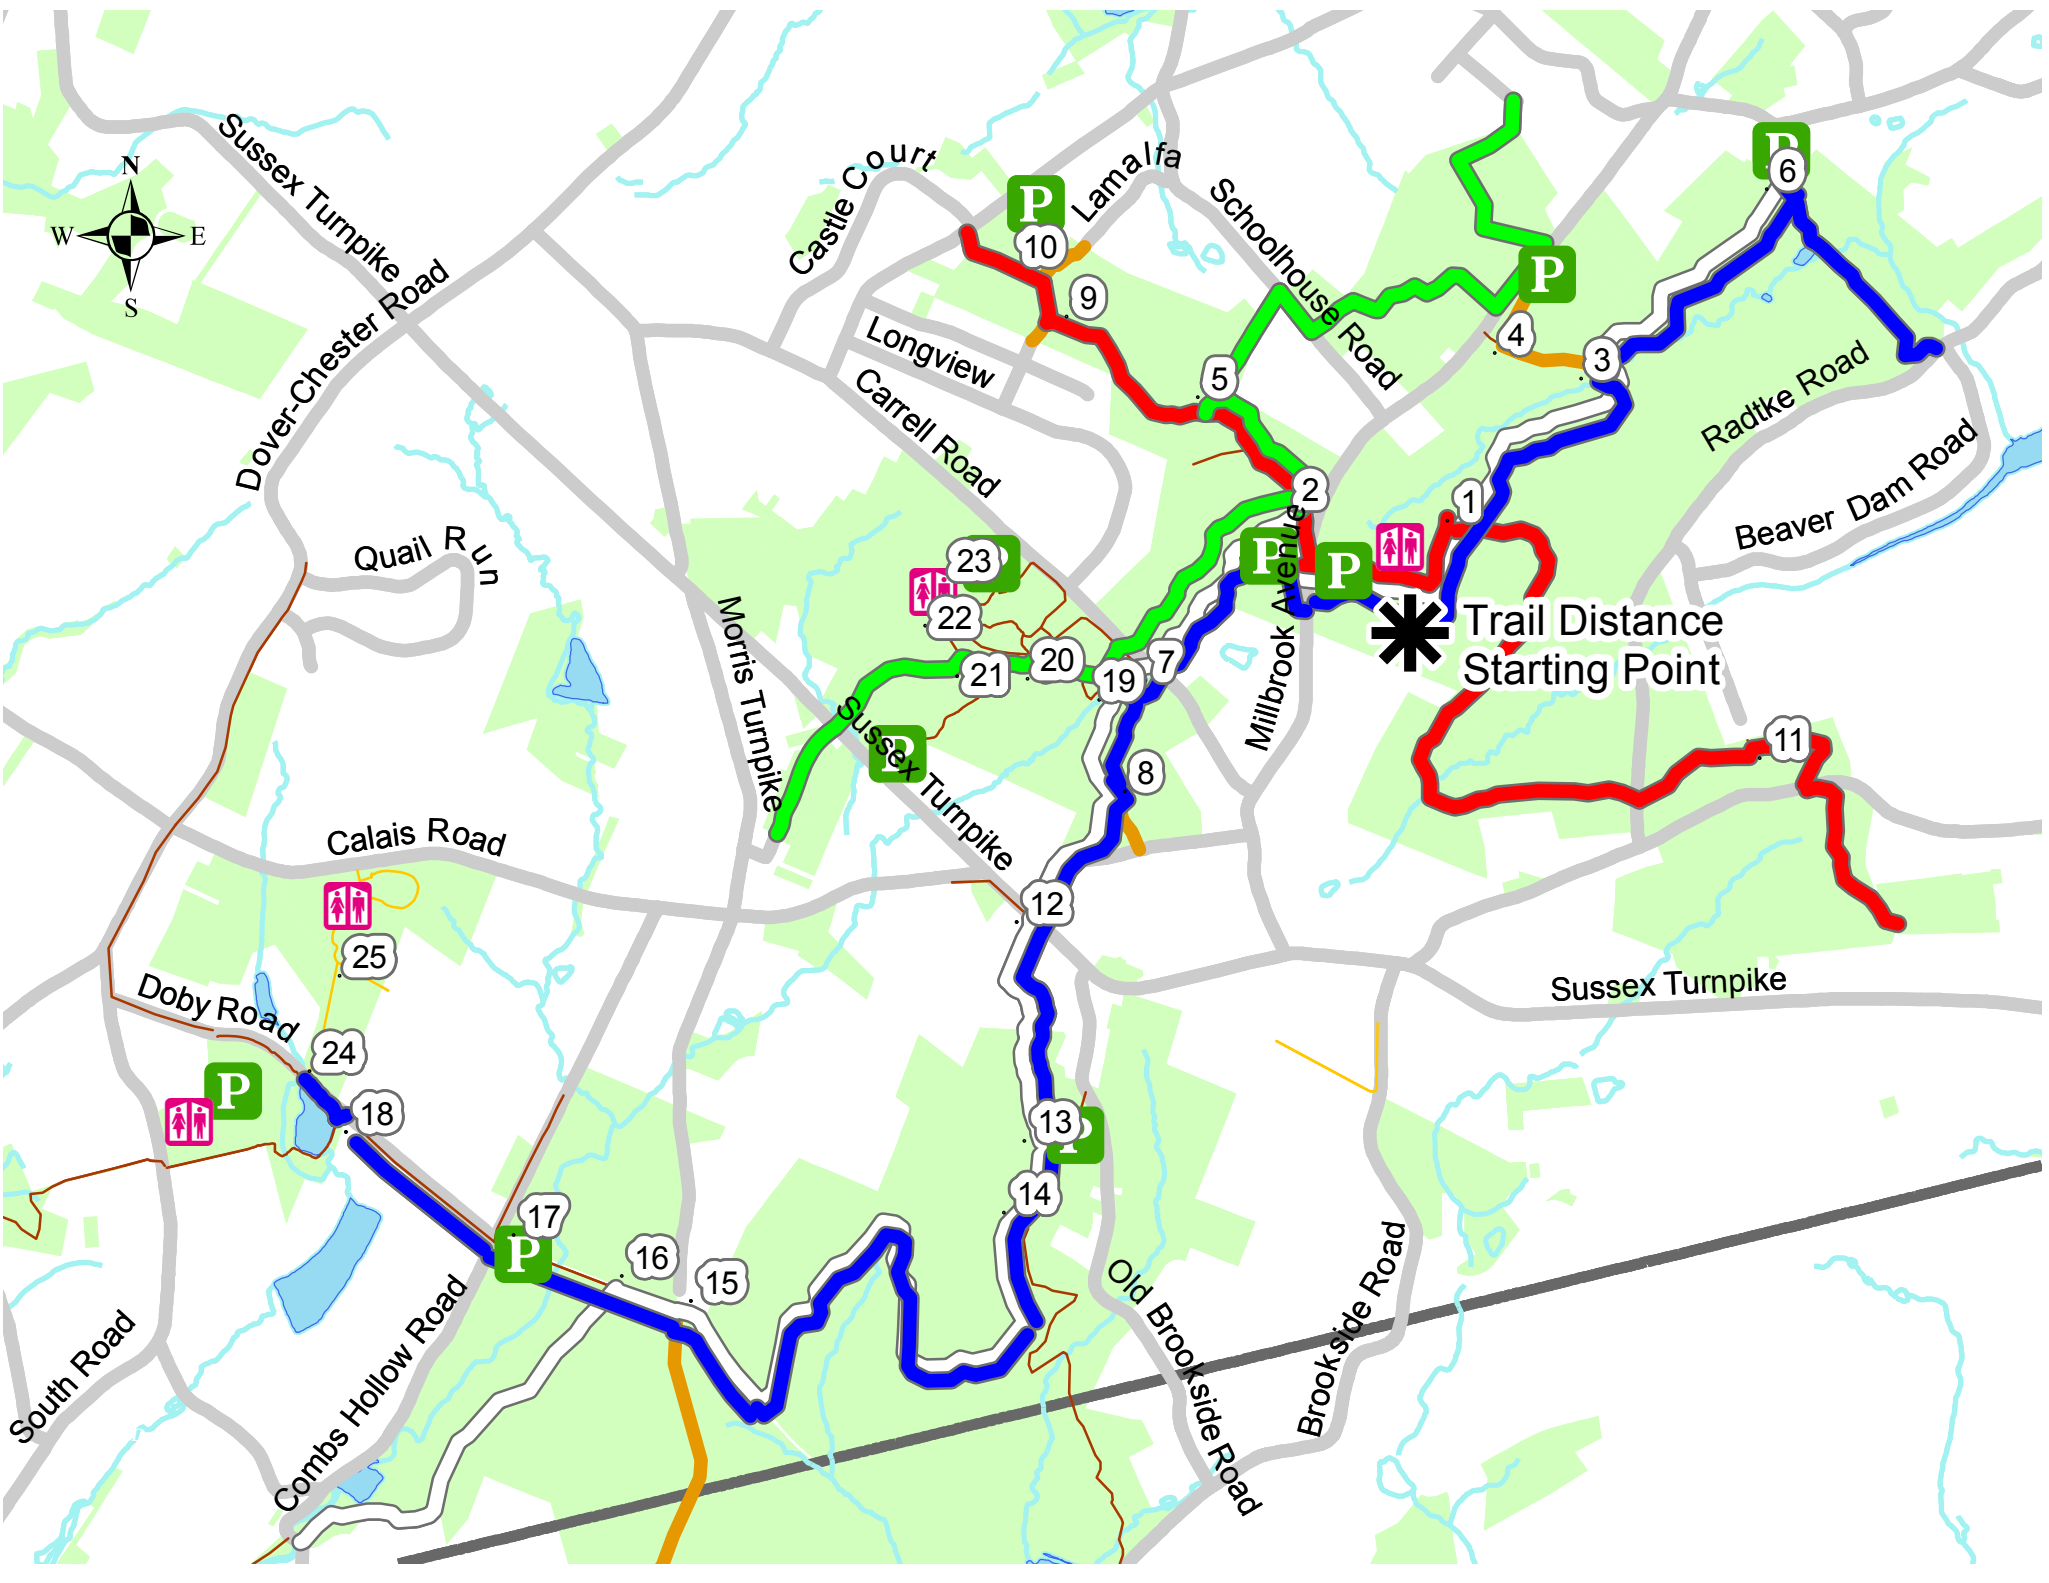 Sussex Turnpike
N
W
E
S
Dover-Chester Road
Castle Court
P
Lamalfa
10
9
Longview
Carrell Road
Schoolhouse Road
5
P
4
3
P
6
Radtke Road
Beaver Dam Road
Quail Run
2
1
P
P
Millbrook Avenue
Trail Distance
Starting Point
23
22
21
20
19
7
Morris Turnpike
Sussex Turnpike
P
8
11
Calais Road
12
25
Doby Road
24
P
18
Sussex Turnpike
13
P
14
17
P
16
15
South Road
Combs Hollow Road
Old Brookside Road
Brookside Road